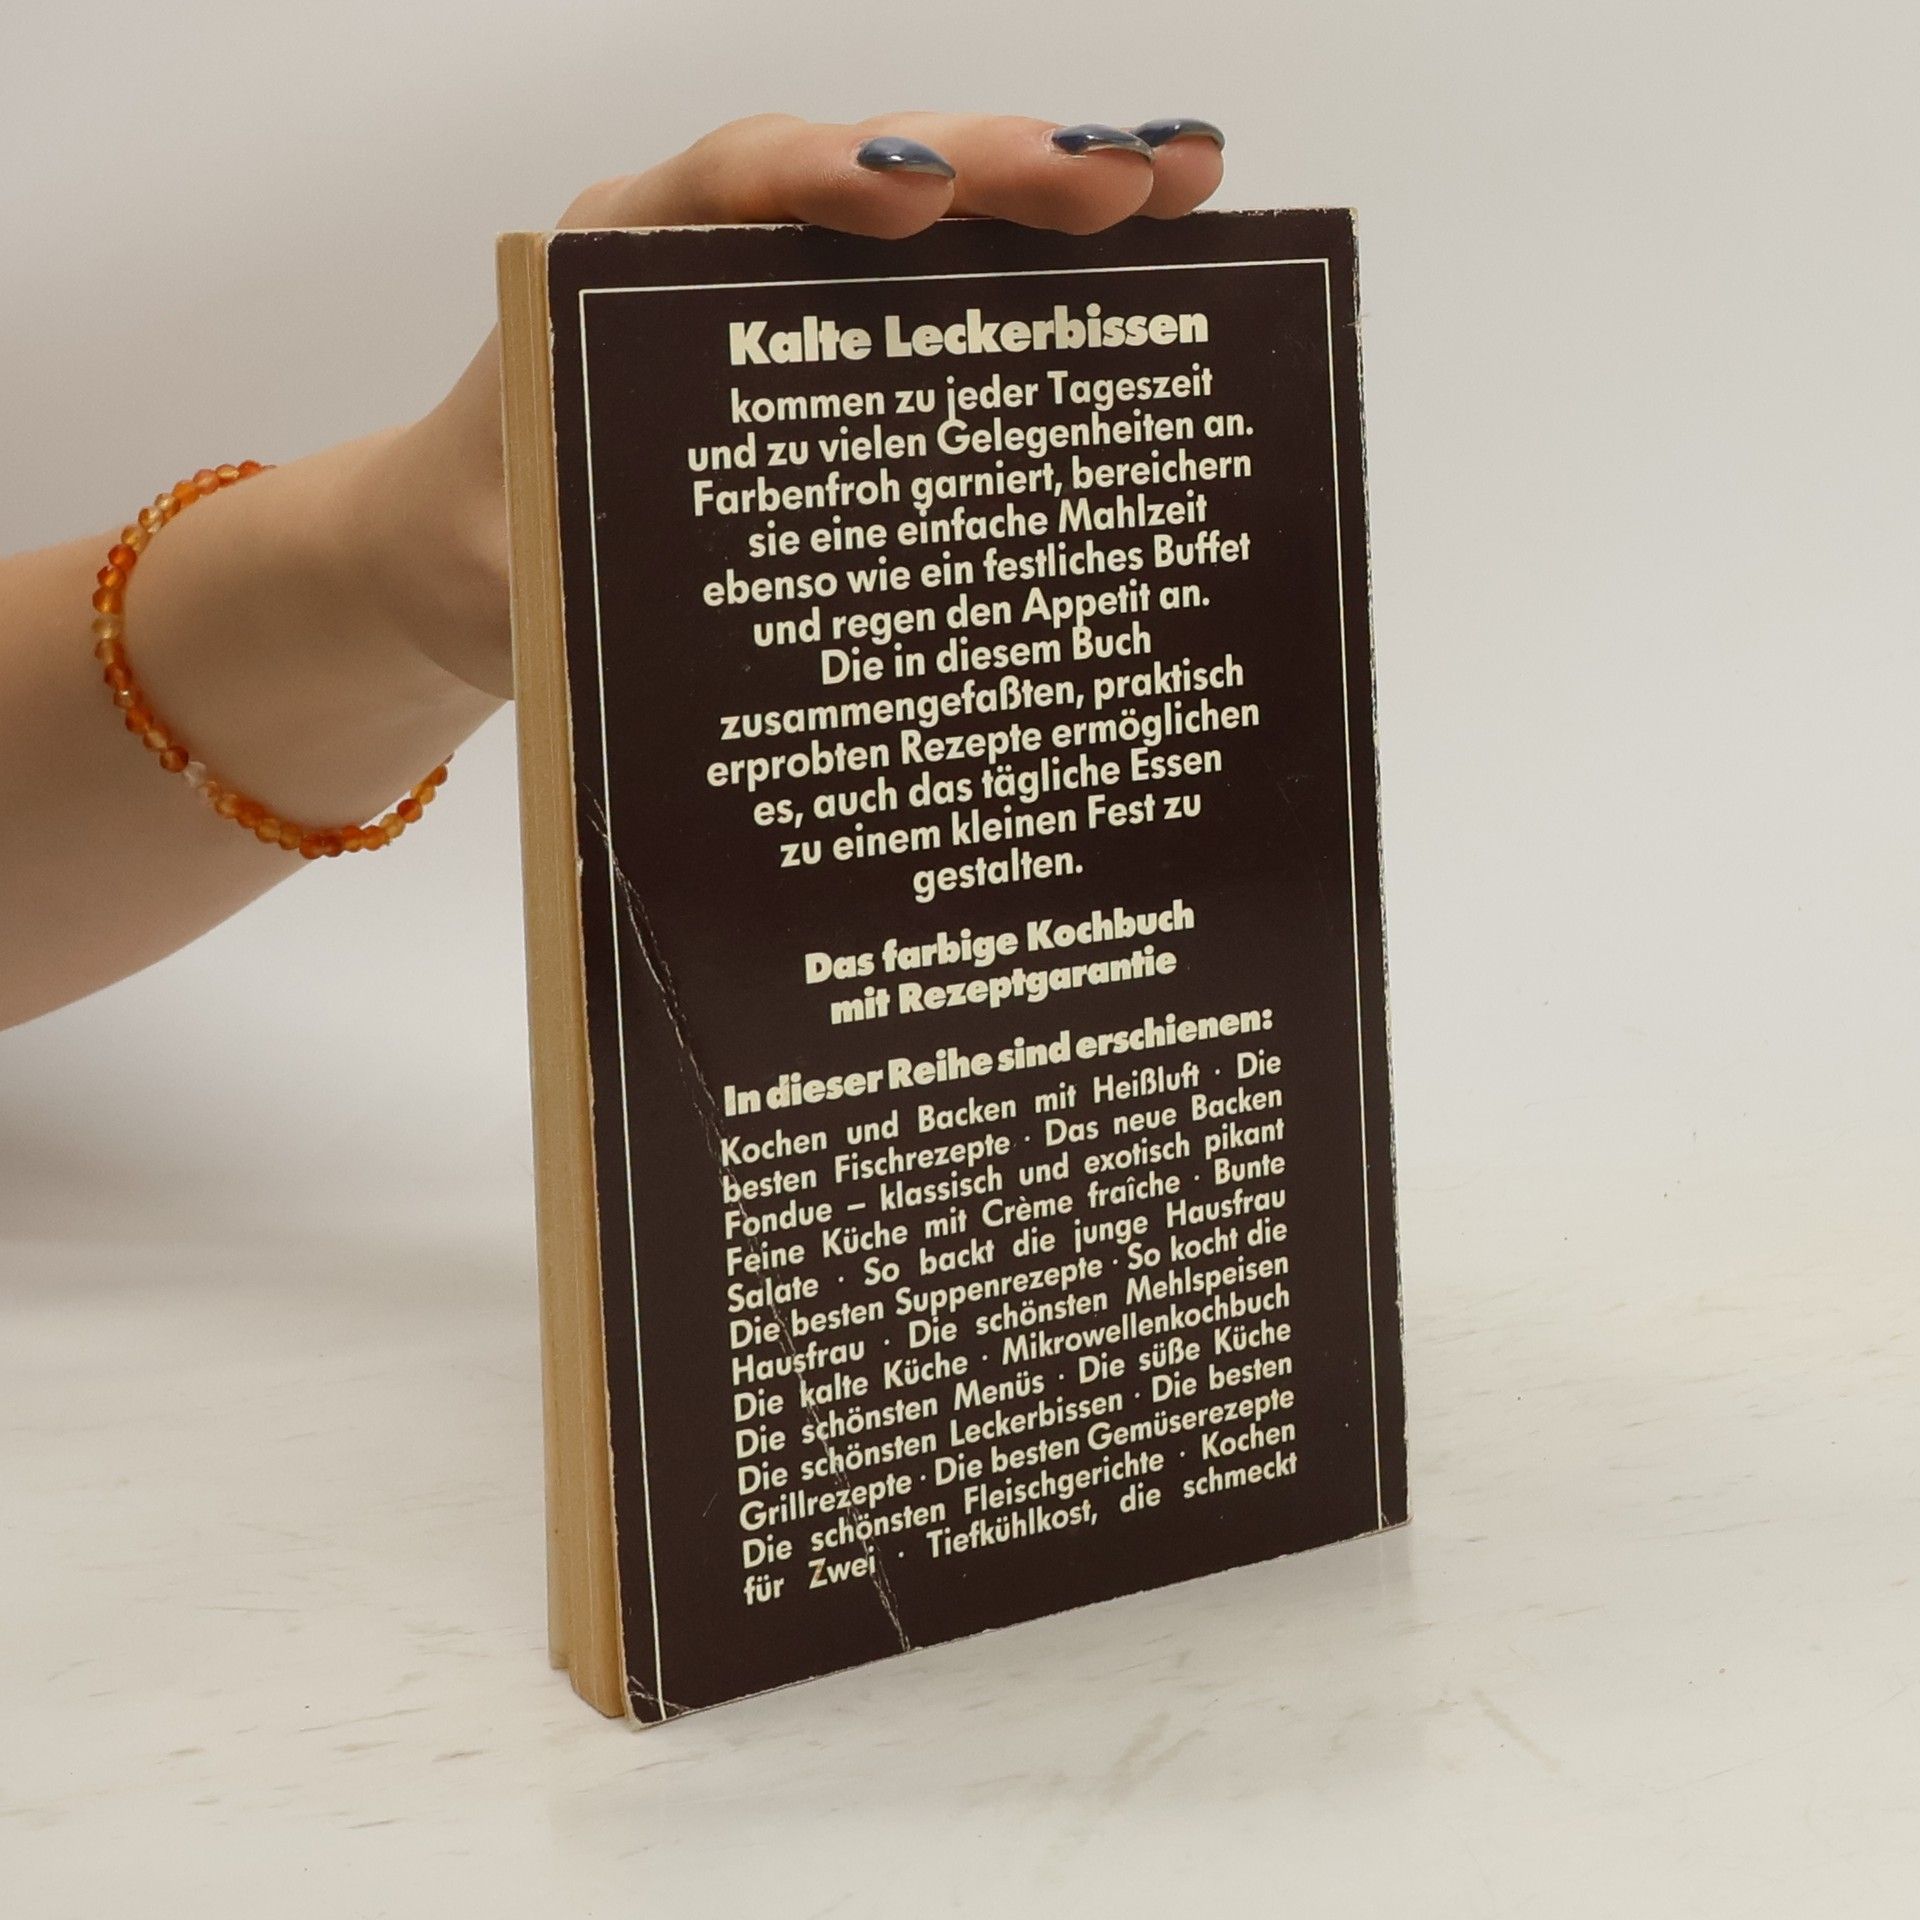 Kalte Leckerbissen
kommen zu jeder Tageszeit
und zu vielen Gelegenheiten an.
Farbenfroh garniert, bereichern
sie eine einfache Mahlzeit
ebenso wie ein festliches Buffet
und regen den Appetit an.
Die in diesem Buch
zusammengefaßten, praktisch
erprobten Rezepte ermöglichen
es, auch das tägliche Essen
zu einem kleinen Fest zu
gestalten.
Das farbige Kochbuch
mit Rezeptgarantie
In dieser Reihe sind erschienen:
Kochen und Backen mit Heißluft · Die
besten Fischrezepte · Das neue Backen
Fondue – klassisch und exotisch pikant
Feine Küche mit Crème fraîche · Bunte
Salate · So backt die junge Hausfrau
Die besten Suppenrezepte · So kocht die
Hausfrau · Die schönsten Mehlspeisen
Die kalte Küche · Mikrowellenkochbuch
Die schönsten Menüs · Die süße Küche
Die schönsten Leckerbissen · Die besten
Grillrezepte · Die besten Gemüserezepte
Die schönsten Fleischgerichte · Kochen
für Zwei · Tiefkühlkost, die schmeckt